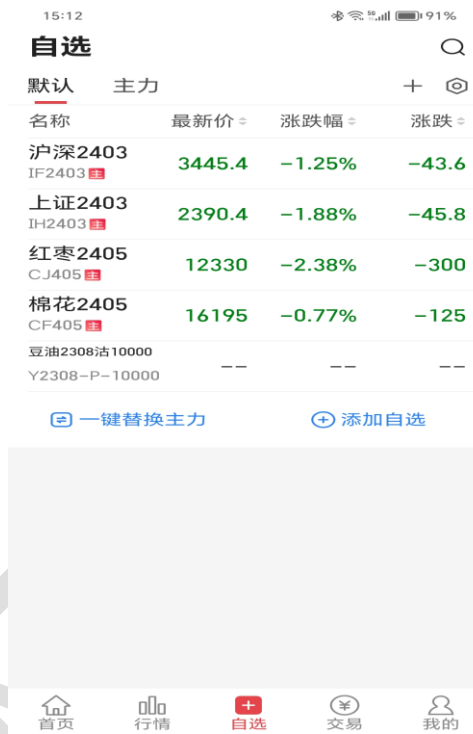 15:12 5G 91%
自选
默认 主力
名称 最新价 涨跌幅 涨跌
沪深2403 3445.4 -1.25% -43.6
IF2403 主
上证2403 2390.4 -1.88% -45.8
IH2403 主
红枣2405 12330 -2.38% -300
CJ405 主
棉花2405 16195 -0.77% -125
CF405 主
豆油2308沽10000 -- -- --
Y2308-P-10000
一键替换主力 添加自选
首页 行情 自选 交易 我的